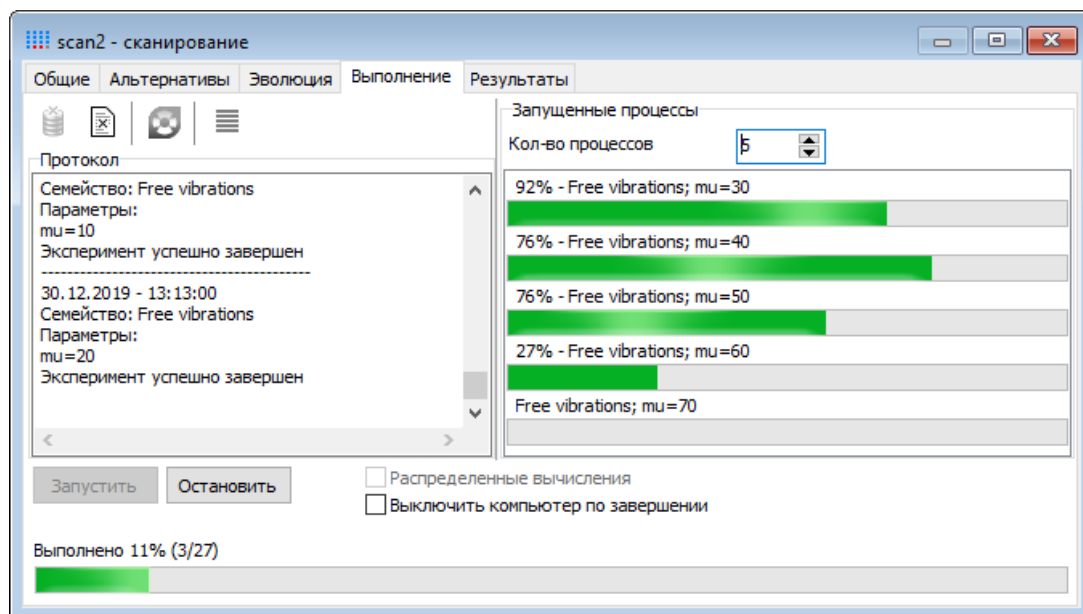 scan2 - сканирование
Общие Альтернативы Эволюция Выполнение Результаты
Протокол
Семейство: Free vibrations
Параметры:
mu=10
Эксперимент успешно завершен
------------------------------------------
30.12.2019 - 13:13:00
Семейство: Free vibrations
Параметры:
mu=20
Эксперимент успешно завершен
Запущенные процессы
Кол-во процессов 5
92% - Free vibrations; mu=30
76% - Free vibrations; mu=40
76% - Free vibrations; mu=50
27% - Free vibrations; mu=60
Free vibrations; mu=70
Запустить Остановить
Распределенные вычисления
Выключить компьютер по завершении
Выполнено 11% (3/27)